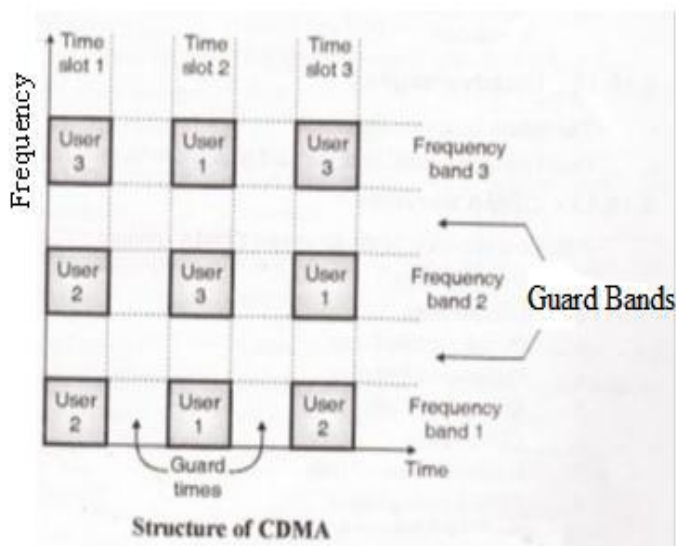 Time slot 1
Time slot 2
Time slot 3
Frequency
User 3
User 1
User 3
Frequency band 3
User 2
User 3
User 1
Frequency band 2
Guard Bands
User 2
User 1
User 2
Frequency band 1
Guard times
Time
Structure of CDMA